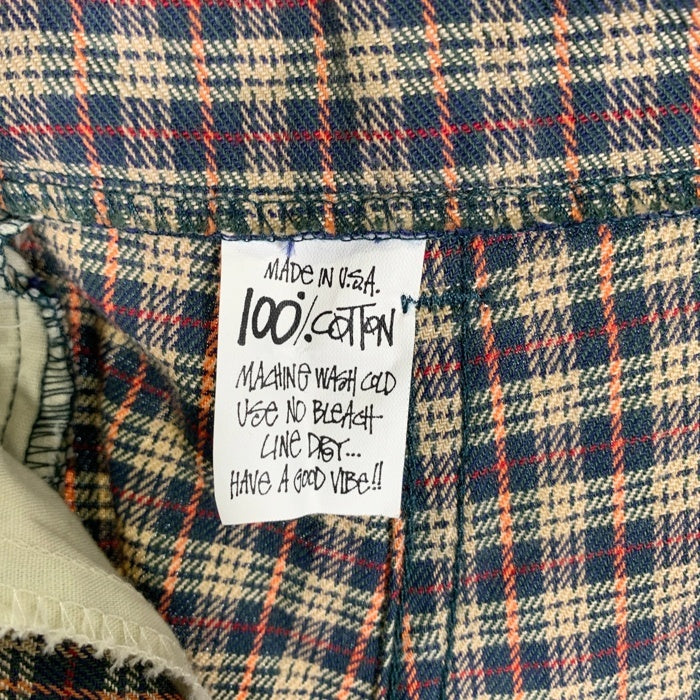 MADE IN U.S.A.
100% COTTON
MACHINE WASH COLD
USE NO BLEACH
LINE DRY...
HAVE A GOOD VIBE!!